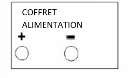 COFFRET
ALIMENTATION
+ -